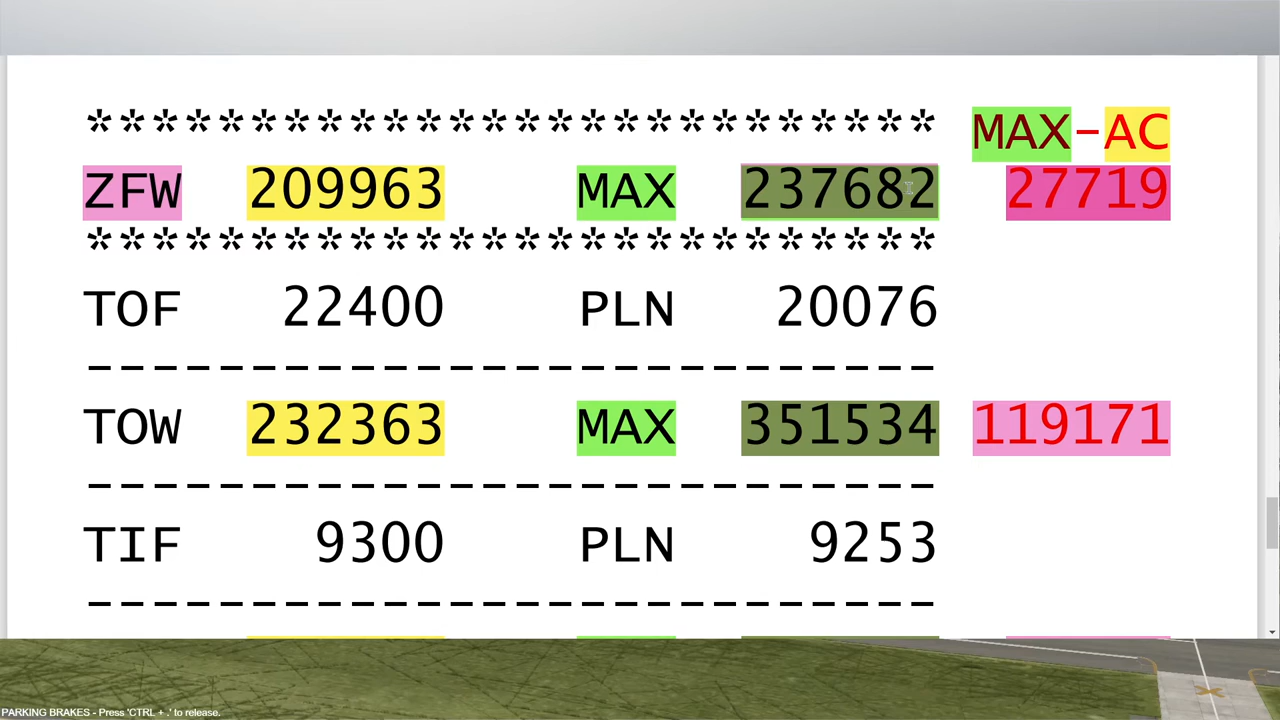 ************************** MAX-AC
ZFW 209963 MAX 237682 27719
**************************
TOF 22400 PLN 20076
--------------------------
TOW 232363 MAX 351534 119171
--------------------------
TIF 9300 PLN 9253
--------------------------
PARKING BRAKES - Press 'CTRL + .' to release.